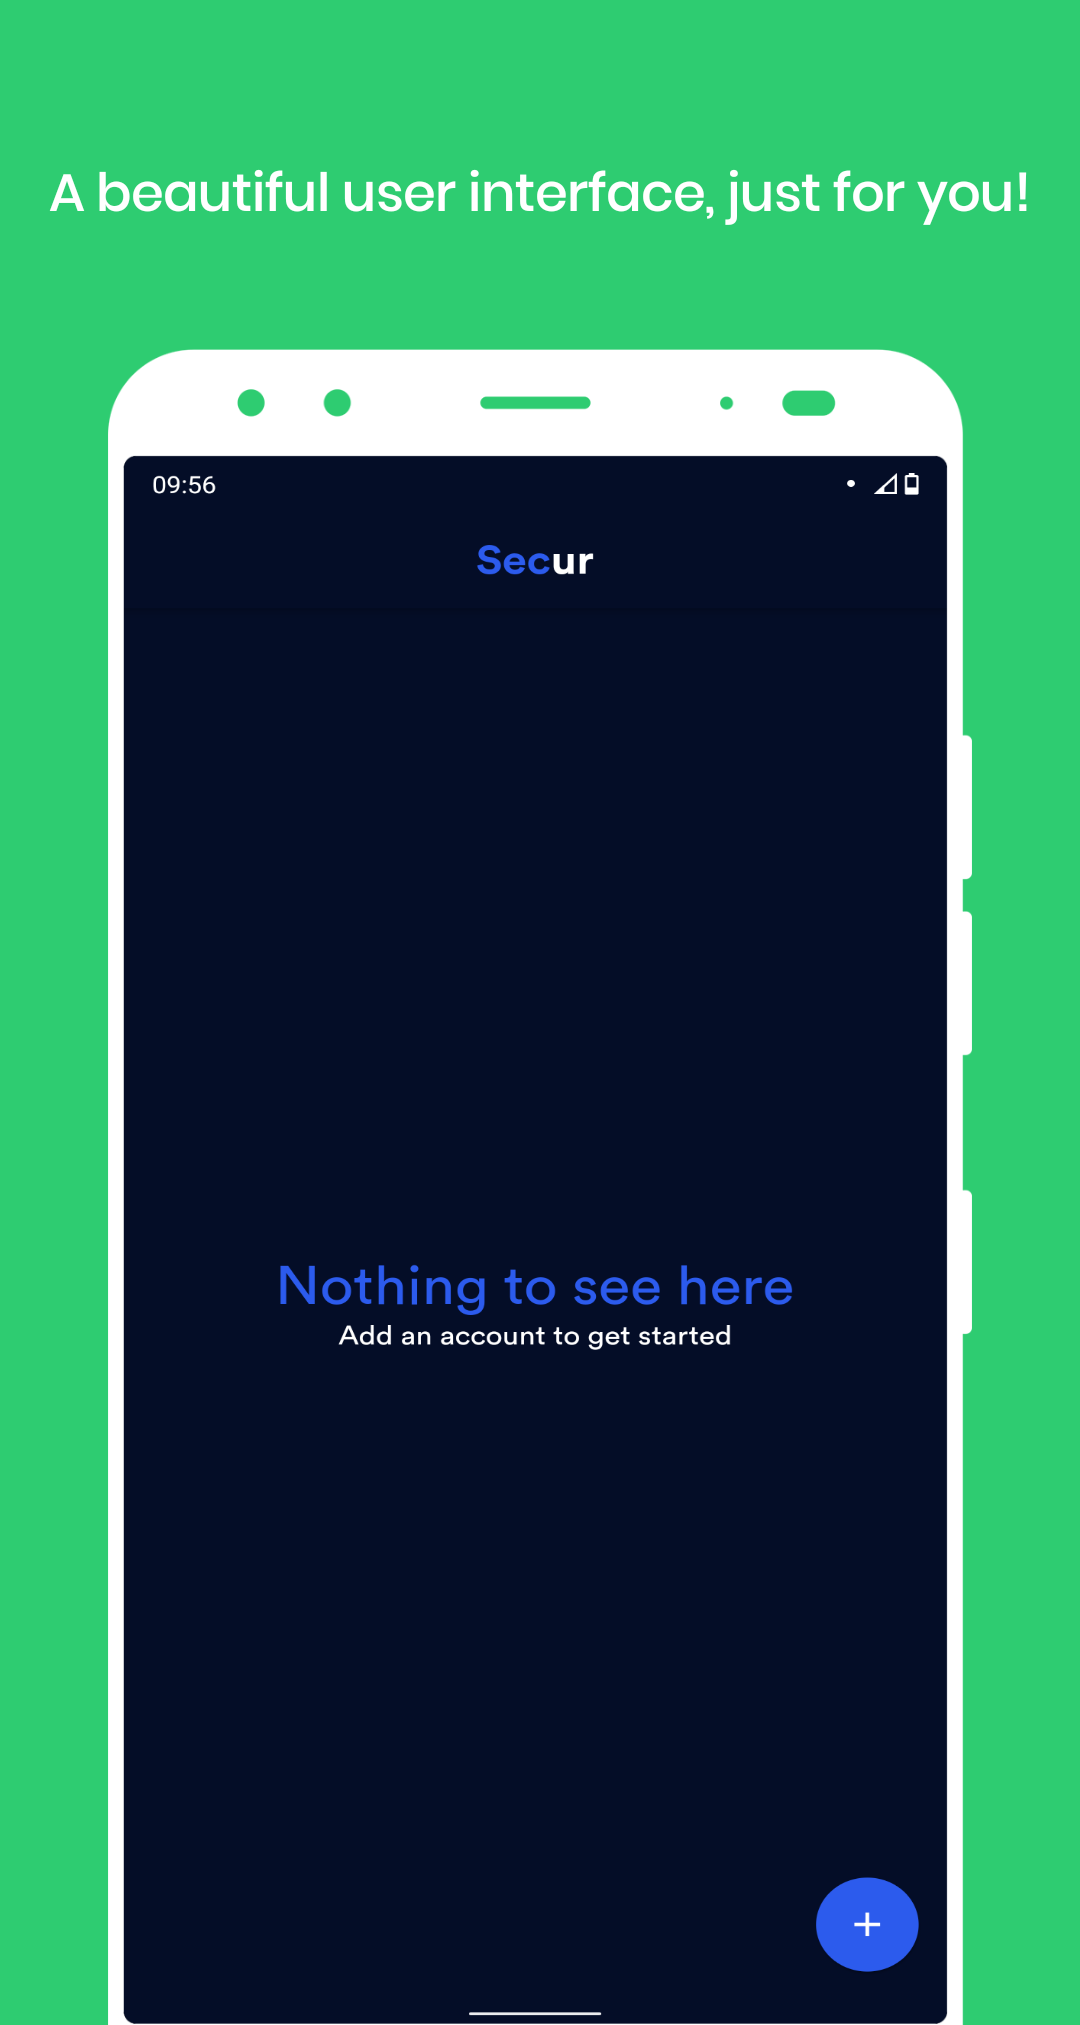 A beautiful user interface, just for you!
09:56
Secur
Nothing to see here
Add an account to get started
+